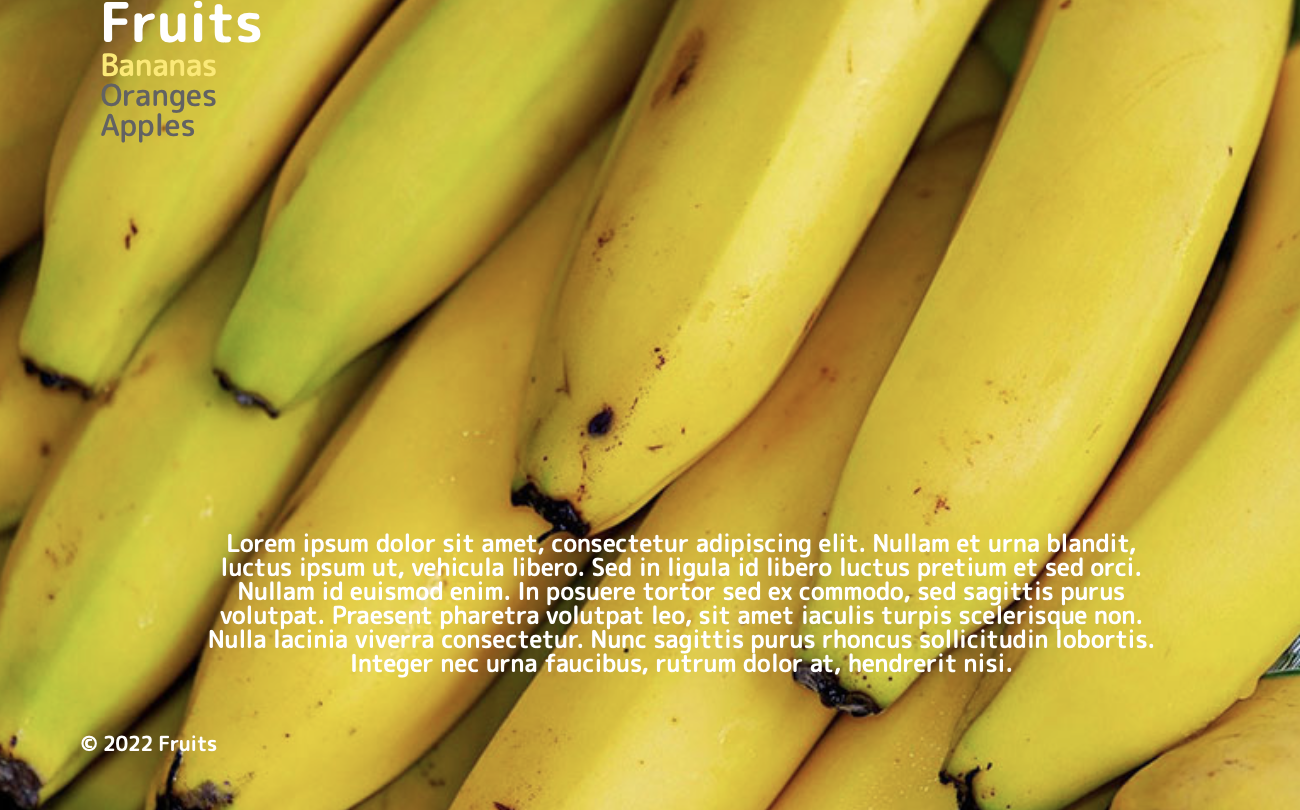 Fruits
Bananas
Oranges
Apples
Lorem ipsum dolor sit amet, consectetur adipiscing elit. Nullam et urna blandit,
luctus ipsum ut, vehicula libero. Sed in ligula id libero luctus pretium et sed orci.
Nullam id euismod enim. In posuere tortor sed ex commodo, sed sagittis purus
volutpat. Praesent pharetra volutpat leo, sit amet iaculis turpis scelerisque non.
Nulla lacinia viverra consectetur. Nunc sagittis purus rhoncus sollicitudin lobortis.
Integer nec urna faucibus, rutrum dolor at, hendrerit nisi.
© 2022 Fruits